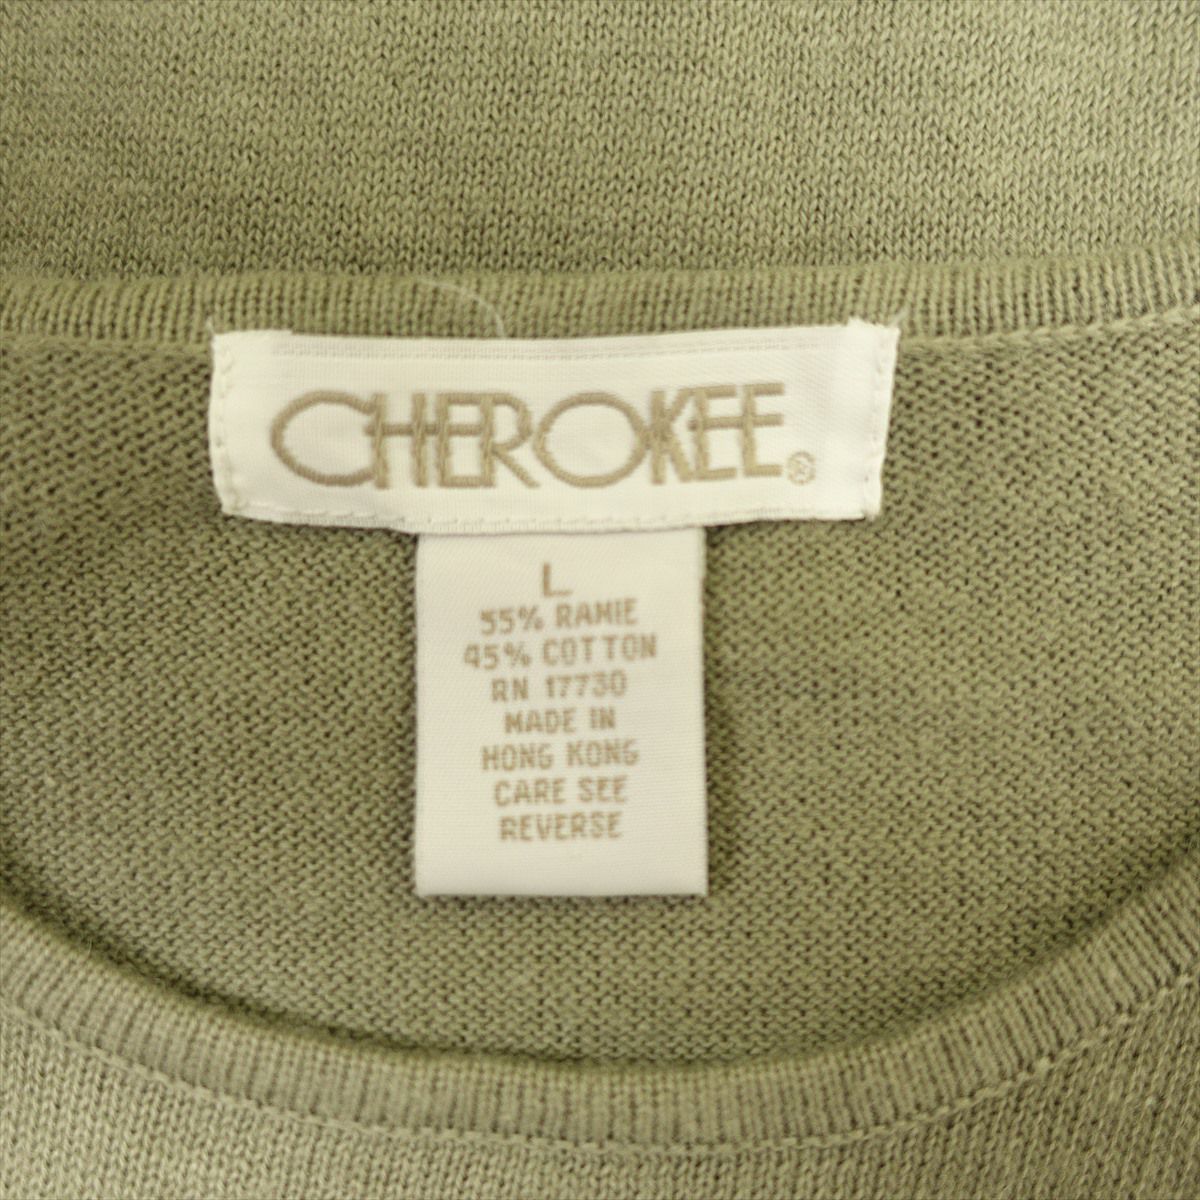 CHEROKEE®
L
55% RAMIE
45% COTTON
RN 17730
MADE IN
HONG KONG
CARE SEE
REVERSE